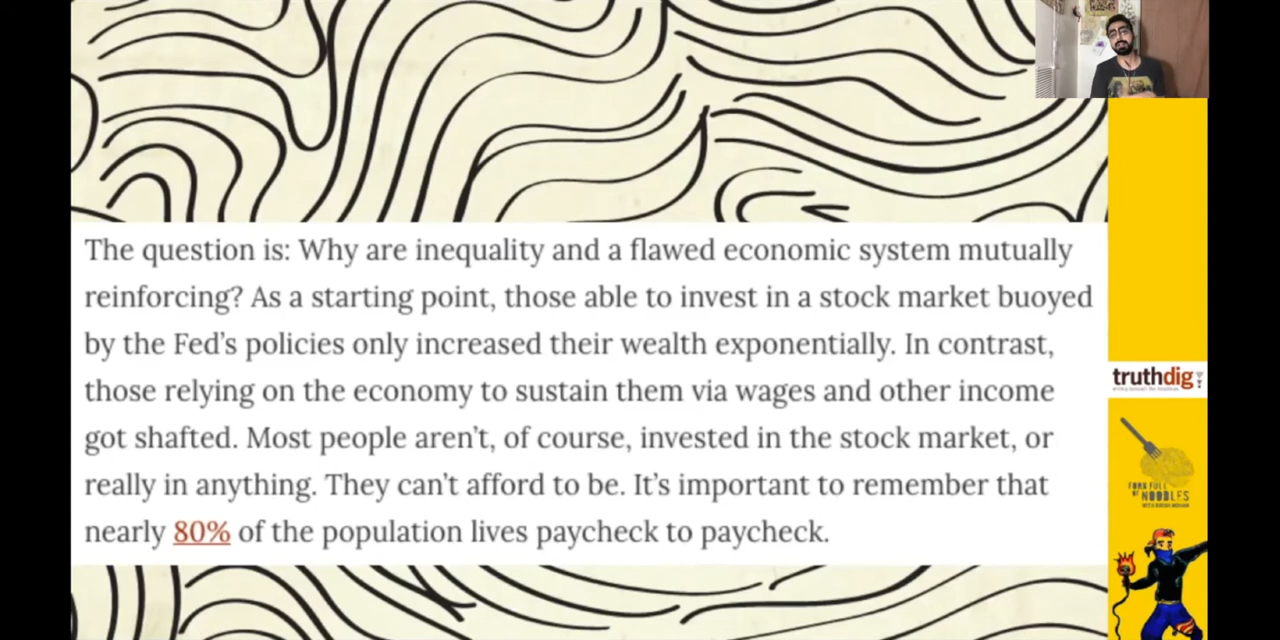 The question is: Why are inequality and a flawed economic system mutually
reinforcing? As a starting point, those able to invest in a stock market buoyed
by the Fed's policies only increased their wealth exponentially. In contrast,
those relying on the economy to sustain them via wages and other income
got shafted. Most people aren't, of course, invested in the stock market, or
really in anything. They can't afford to be. It's important to remember that
nearly 80% of the population lives paycheck to paycheck.
truthdig
FORK FULL
OF NOODLES